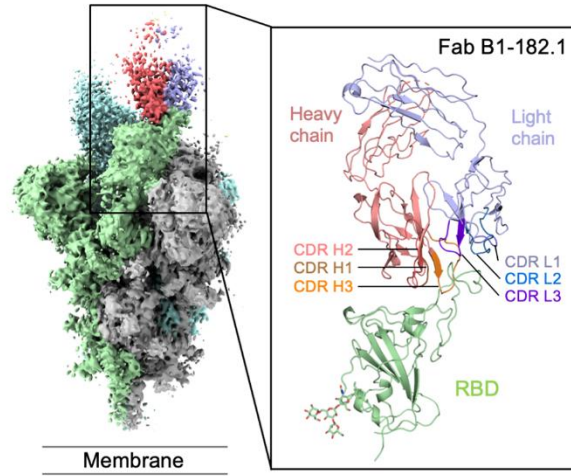 Fab B1-182.1
Heavy
chain
Light
chain
CDR H2
CDR H1
CDR H3
CDR L1
CDR L2
CDR L3
RBD
Membrane